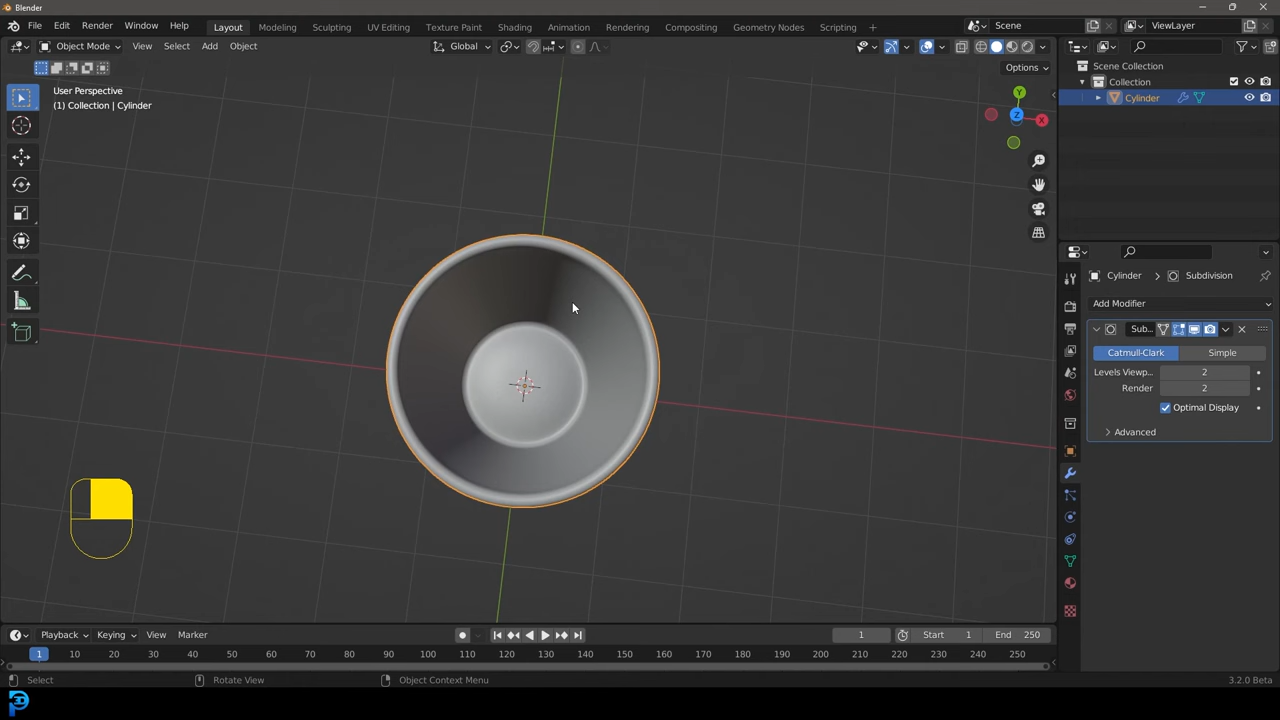 Blender
File Edit Render Window Help Layout Modeling Sculpting UV Editing Texture Paint Shading Animation Rendering Compositing Geometry Nodes Scripting + Scene ViewLayer
Object Mode View Select Add Object Global
Options
User Perspective
(1) Collection | Cylinder
Y
Z
X
Scene Collection
Collection
Cylinder
Cylinder > Subdivision
Add Modifier
Sub...
Catmull-Clark Simple
Levels Viewp... 2
Render 2
Optimal Display
Advanced
Playback Keying View Marker 1 Start 1 End 250
1 10 20 30 40 50 60 70 80 90 100 110 120 130 140 150 160 170 180 190 200 210 220 230 240 250
Select Rotate View Object Context Menu 3.2.0 Beta